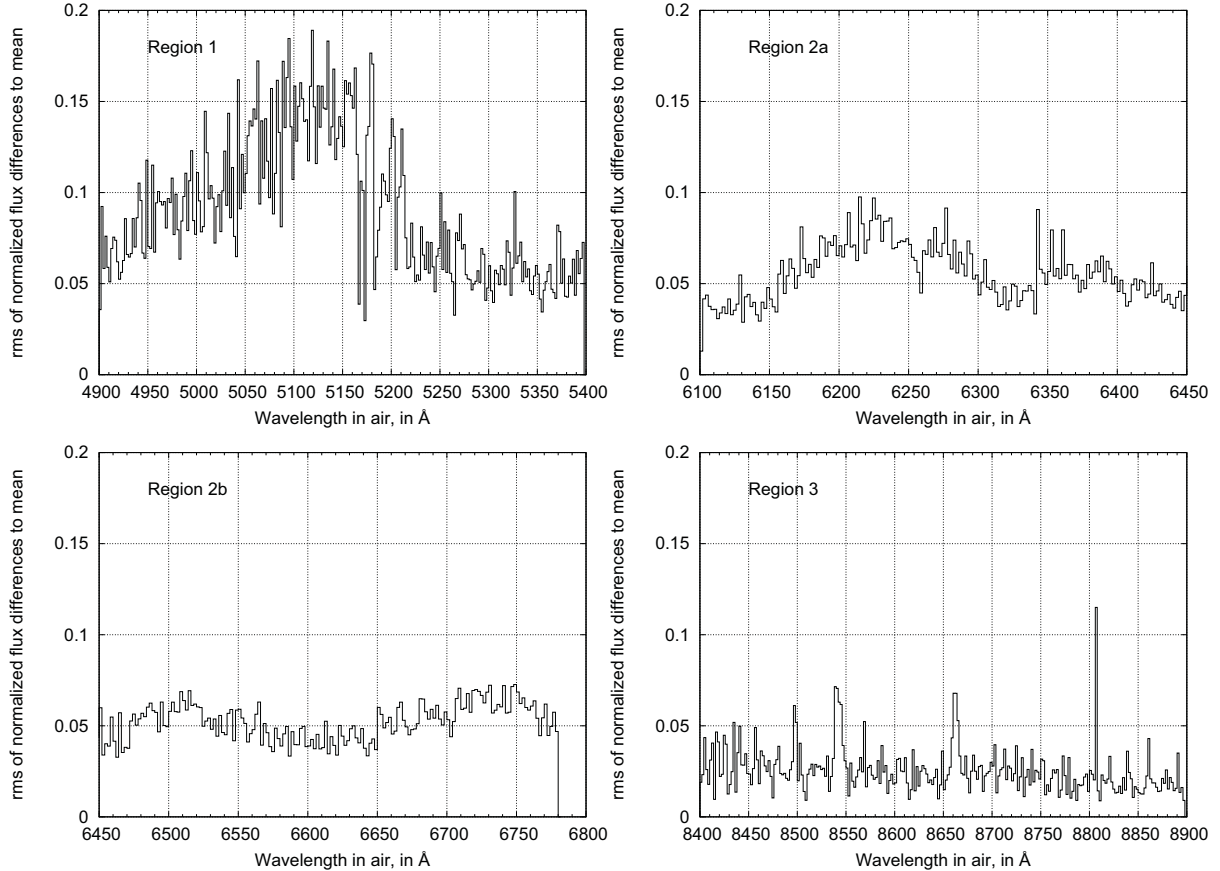 rms of normalized flux differences to mean
0.2
0.15
0.1
0.05
0
Region 1
4900 4950 5000 5050 5100 5150 5200 5250 5300 5350 5400
Wavelength in air, in Å
rms of normalized flux differences to mean
0.2
0.15
0.1
0.05
0
Region 2a
6100 6150 6200 6250 6300 6350 6400 6450
Wavelength in air, in Å
rms of normalized flux differences to mean
0.2
0.15
0.1
0.05
0
Region 2b
6450 6500 6550 6600 6650 6700 6750 6800
Wavelength in air, in Å
rms of normalized flux differences to mean
0.2
0.15
0.1
0.05
0
Region 3
8400 8450 8500 8550 8600 8650 8700 8750 8800 8850 8900
Wavelength in air, in Å